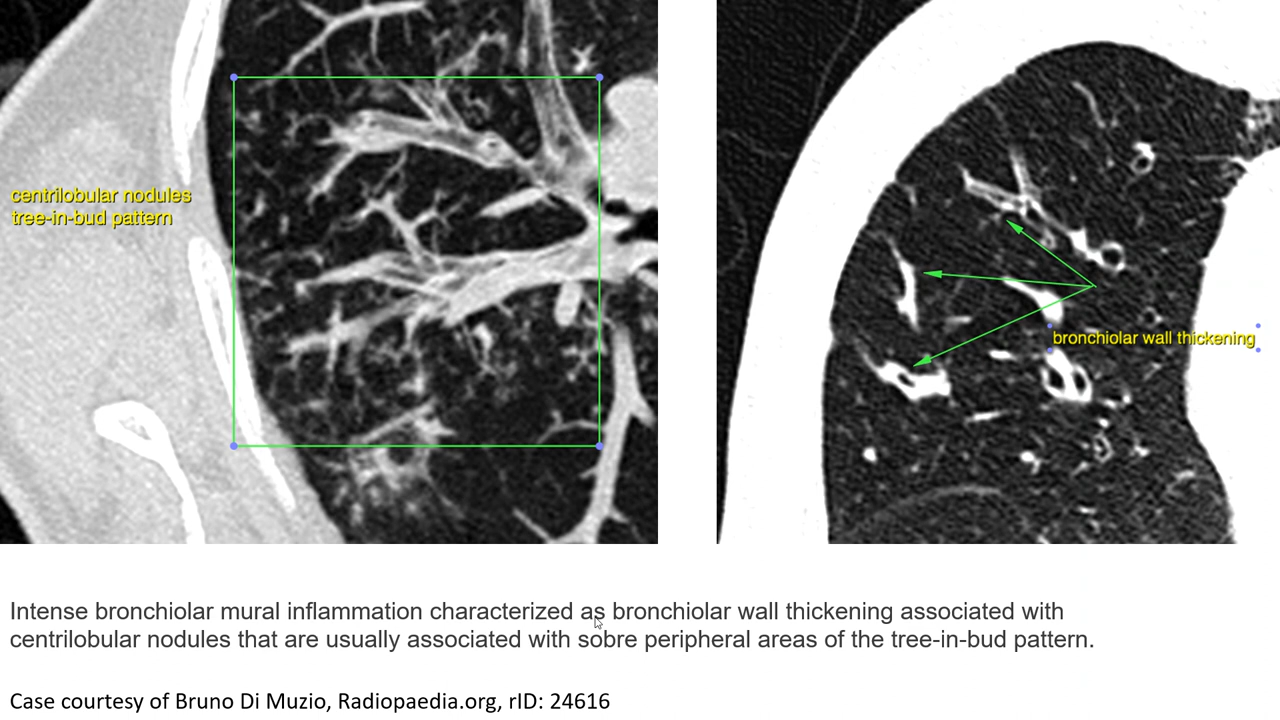 centrilobular nodules
tree-in-bud pattern
bronchiolar wall thickening
Intense bronchiolar mural inflammation characterized as bronchiolar wall thickening associated with
centrilobular nodules that are usually associated with sobre peripheral areas of the tree-in-bud pattern.
Case courtesy of Bruno Di Muzio, Radiopaedia.org, rID: 24616